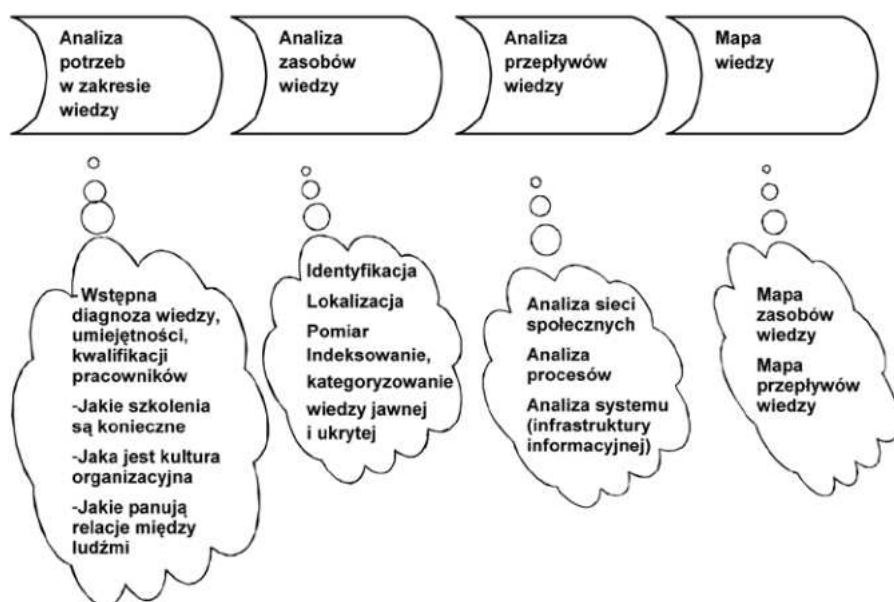 Analiza
potrzeb
w zakresie
wiedzy
Analiza
zasobów
wiedzy
Analiza
przepływów
wiedzy
Mapa
wiedzy
- Wstępna
diagnoza wiedzy,
umiejętności,
kwalifikacji
pracowników
-Jakie szkolenia
są konieczne
-Jaka jest kultura
organizacyjna
-Jakie panują
relacje między
ludźmi
Identyfikacja
Lokalizacja
Pomiar
Indeksowanie,
kategoryzowanie
wiedzy jawnej
i ukrytej
Analiza sieci
społecznych
Analiza
procesów
Analiza systemu
(infrastruktury
informacyjnej)
Mapa
zasobów
wiedzy
Mapa
przepływów
wiedzy